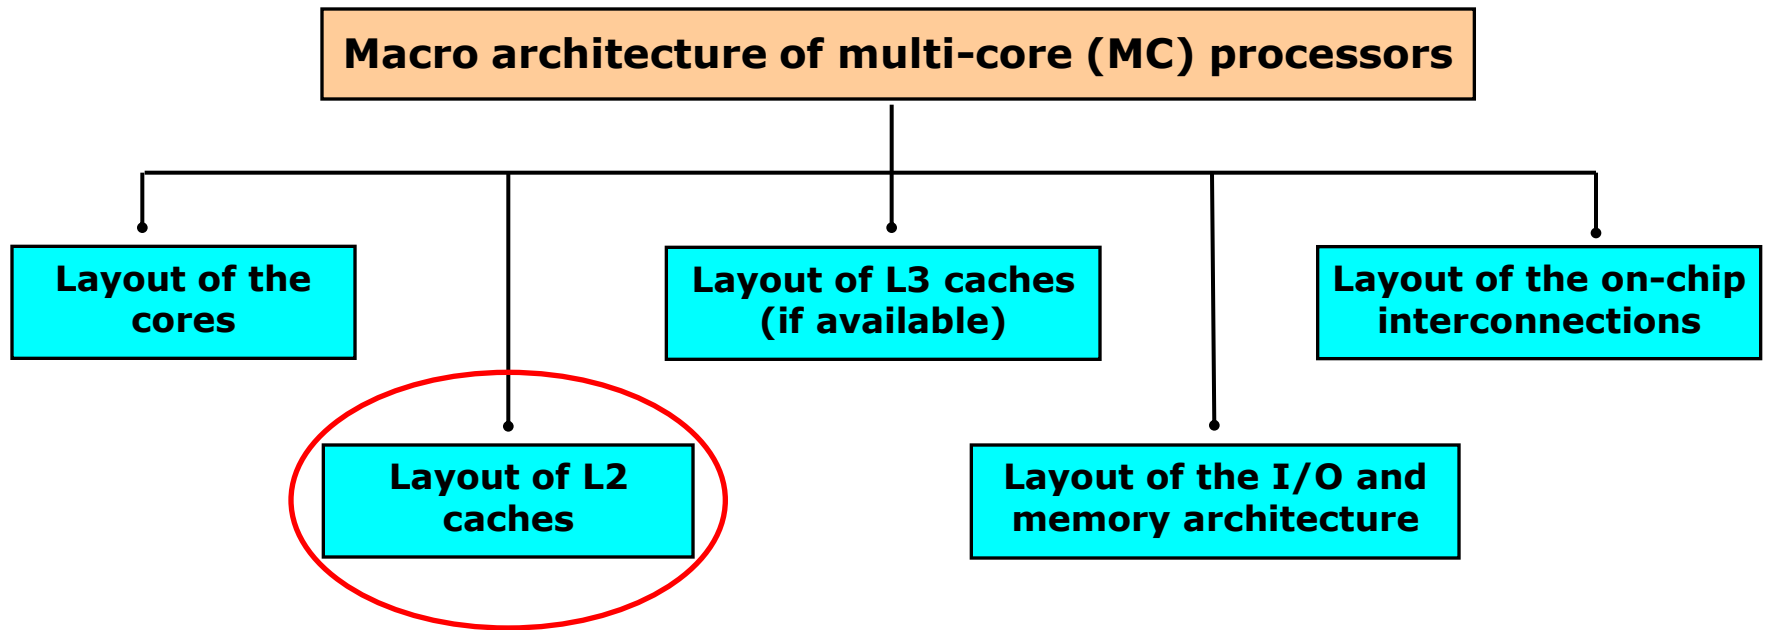 Macro architecture of multi-core (MC) processors
Layout of the
cores
Layout of L3 caches
(if available)
Layout of the on-chip
interconnections
Layout of L2
caches
Layout of the I/O and
memory architecture